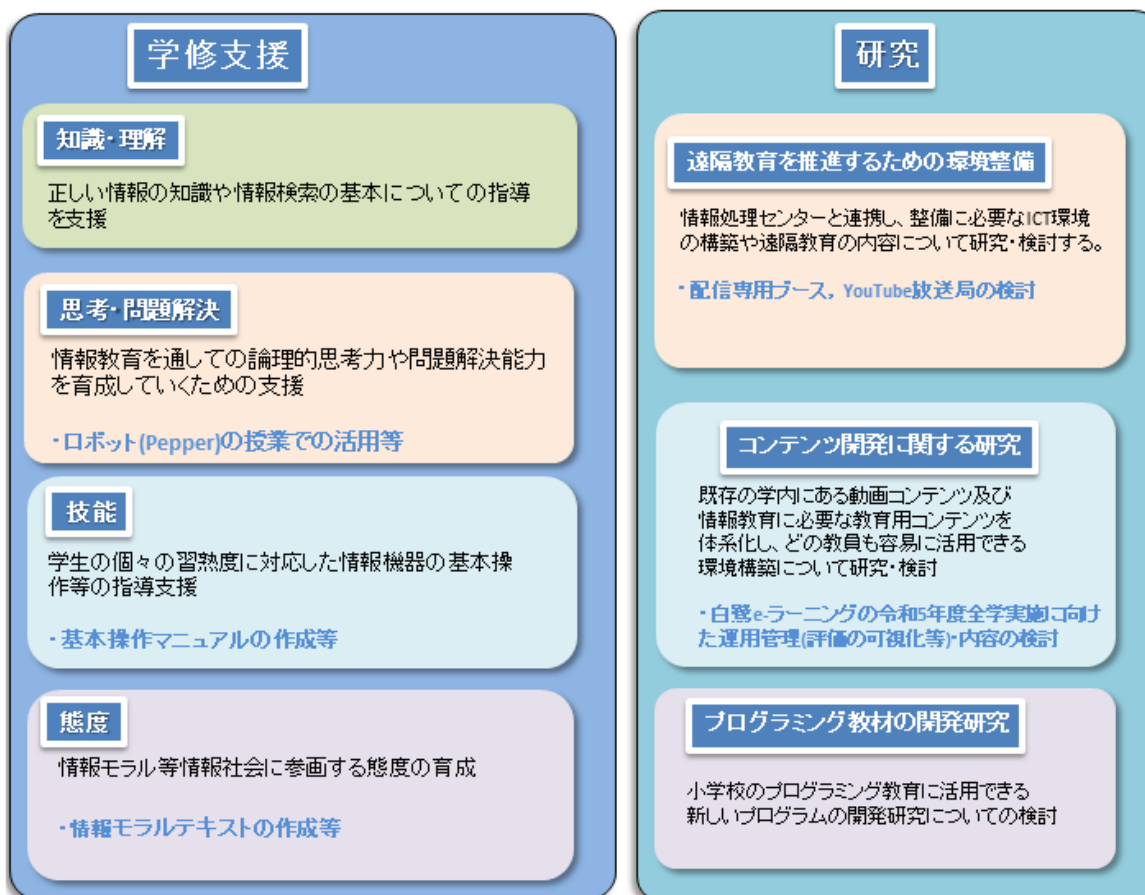 学修支援
知識・理解
正しい情報の知識や情報検索の基本についての指導
を支援
思考・問題解決
情報教育を通しての論理的思考力や問題解決能力
を育成していくための支援
・ロボット(Pepper)の授業での活用等
技能
学生の個々の習熟度に対応した情報機器の基本操
作等の指導支援
・基本操作マニュアルの作成等
態度
情報モラル等情報社会に参画する態度の育成
・情報モラルテキストの作成等
研究
遠隔教育を推進するための環境整備
情報処理センターと連携し、整備に必要なICT環境
の構築や遠隔教育の内容について研究・検討する。
・配信専用ブース，YouTube放送局の検討
コンテンツ開発に関する研究
既存の学内にある動画コンテンツ及び
情報教育に必要な教育用コンテンツを
体系化し、どの教員も容易に活用できる
環境構築について研究・検討
・白鷺e-ラーニングの令和5年度全学実施に向け
た運用管理(評価の可視化等)・内容の検討
プログラミング教材の開発研究
小学校のプログラミング教育に活用できる
新しいプログラムの開発研究についての検討